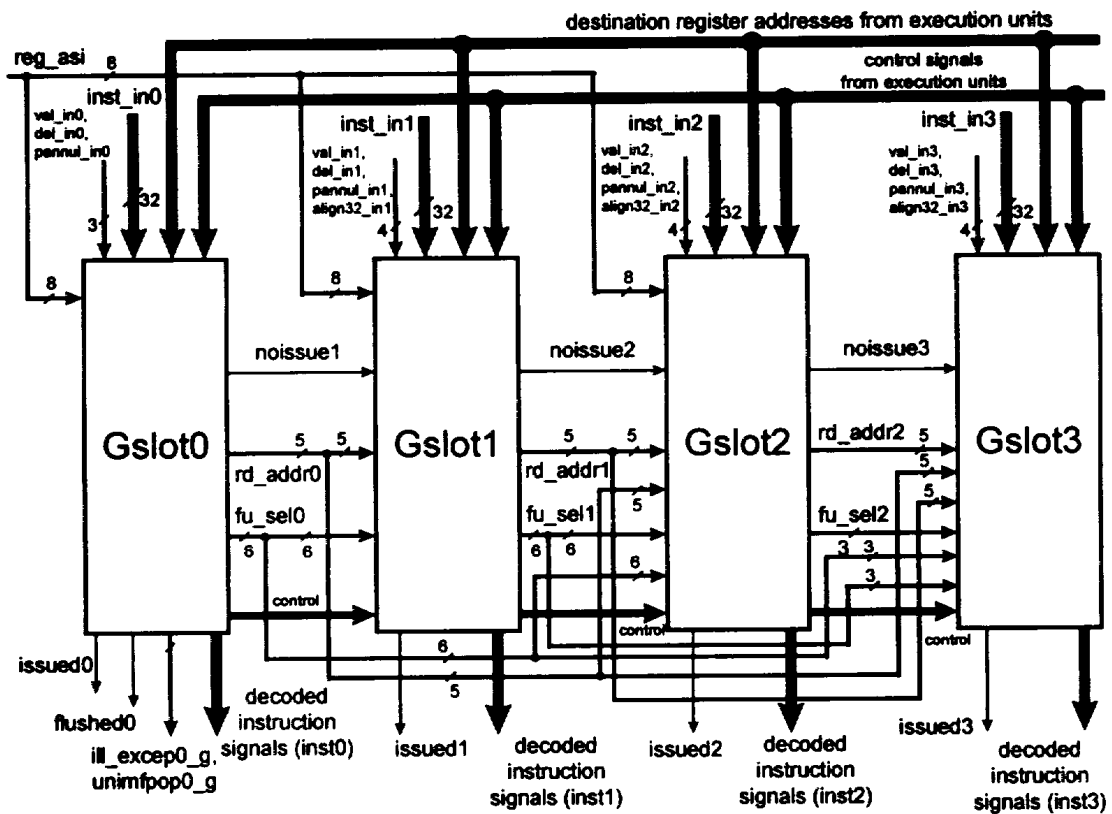 destination register addresses from execution units
reg_asi
8
control signals
from execution units
inst_in0
val_in0,
del_in0,
pannul_in0
32
3
inst_in1
val_in1,
del_in1,
pannul_in1,
align32_in1
32
4
inst_in2
val_in2,
del_in2,
pannul_in2,
align32_in2
32
4
inst_in3
val_in3,
del_in3,
pannul_in3,
align32_in3
32
4
8
8
8
noissue1
noissue2
noissue3
Gslot0
Gslot1
Gslot2
Gslot3
5 5
rd_addr0
5 5
rd_addr1
5
rd_addr2
5
5
5
fu_sel0
6 6
fu_sel1
6 6
fu_sel2
3 3
6
3
control
control
control
6
5
issued0
flushed0
ill_excep0_g,
unimfpop0_g
decoded
instruction
signals (inst0)
issued1
decoded
instruction
signals (inst1)
issued2
decoded
instruction
signals (inst2)
issued3
decoded
instruction
signals (inst3)